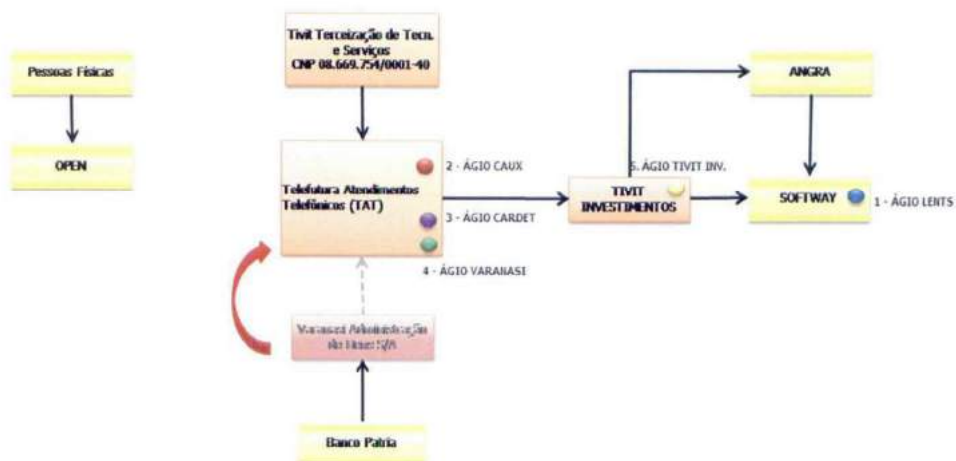 Tivit Terceização de Tecn.
e Serviços
CNP 08.669.754/0001-40
Pessoas Físicas
ANGRA
OPEN
2 - ÁGIO CAUX
5. ÁGIO TIVIT INV.
Telefutura Atendimentos
Telefônicos (TAT)
TIVIT
INVESTIMENTOS
SOFTWAY
1 - ÁGIO LENTS
3 - ÁGIO CARDET
4 - ÁGIO VARANASI
Varanasi Administração
S/A
Banco Patria